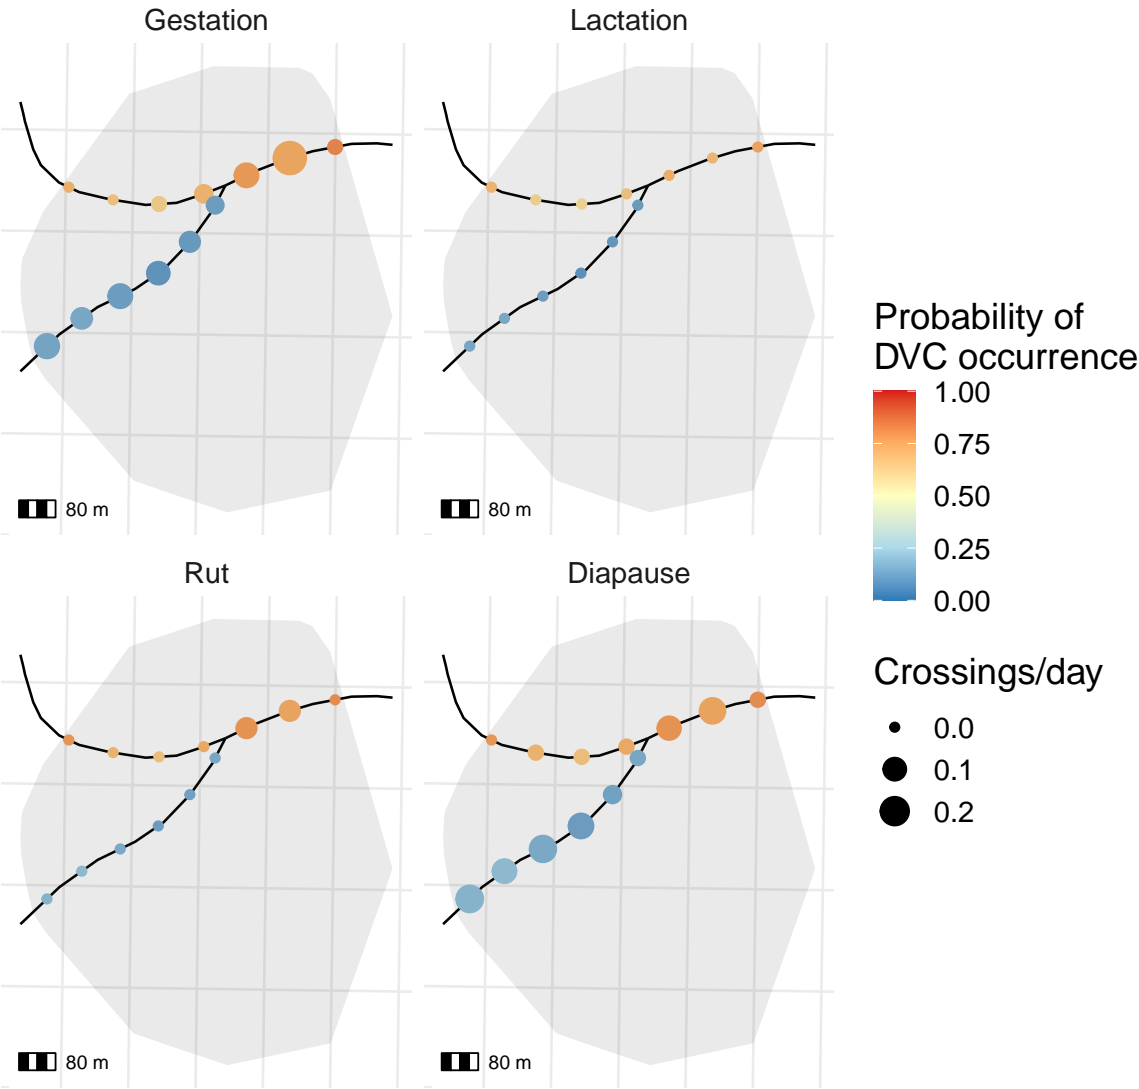 Gestation
Lactation
80 m
80 m
Rut
Diapause
80 m
80 m
Probability of
DVC occurrence
1.00
0.75
0.50
0.25
0.00
Crossings/day
0.0
0.1
0.2